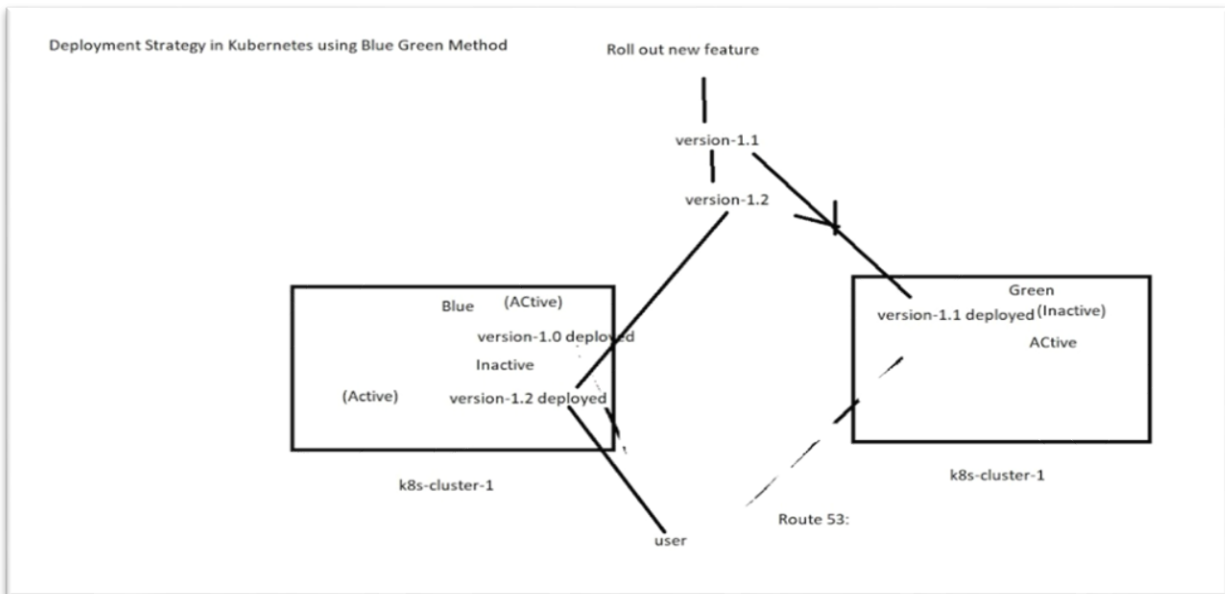 Deployment Strategy in Kubernetes using Blue Green Method
Roll out new feature
version-1.1
version-1.2
Blue (ACtive)
version-1.0 deployed
Inactive
(Active) version-1.2 deployed
k8s-cluster-1
Green
version-1.1 deployed (Inactive)
ACtive
k8s-cluster-1
Route 53:
user